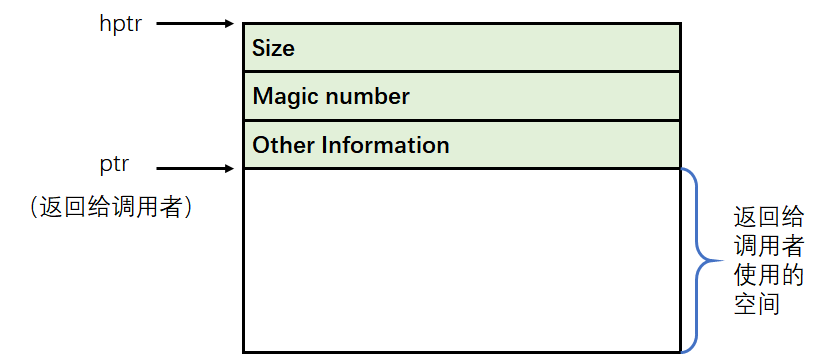 hptr
Size
Magic number
Other Information
ptr
（返回给调用者）
返回给
调用者
使用的
空间